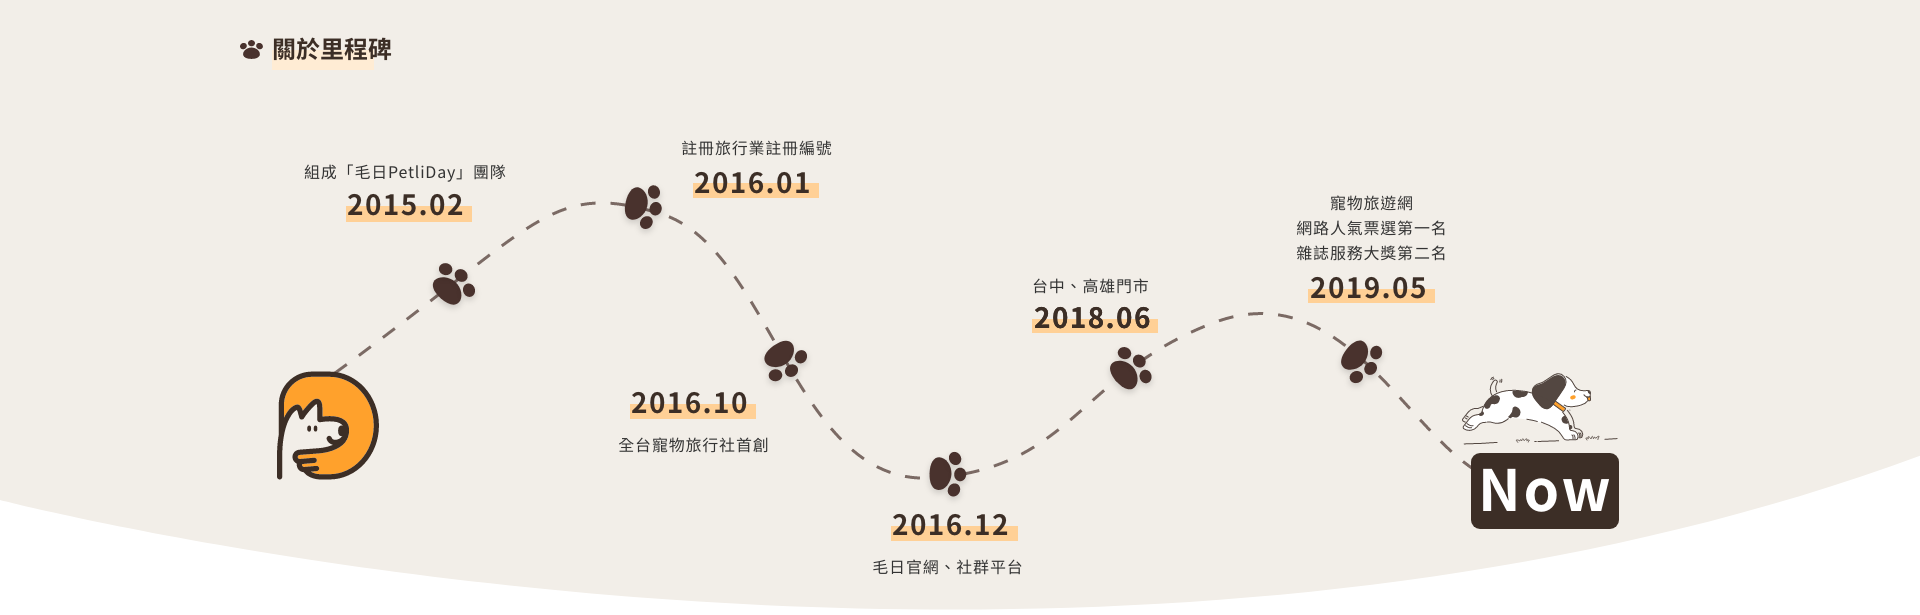 關於里程碑
組成「毛日PetliDay」團隊
2015.02
註冊旅行業註冊編號
2016.01
2016.10
全台寵物旅行社首創
2016.12
毛日官網、社群平台
台中、高雄門市
2018.06
寵物旅遊網
網路人氣票選第一名
雜誌服務大獎第二名
2019.05
Now